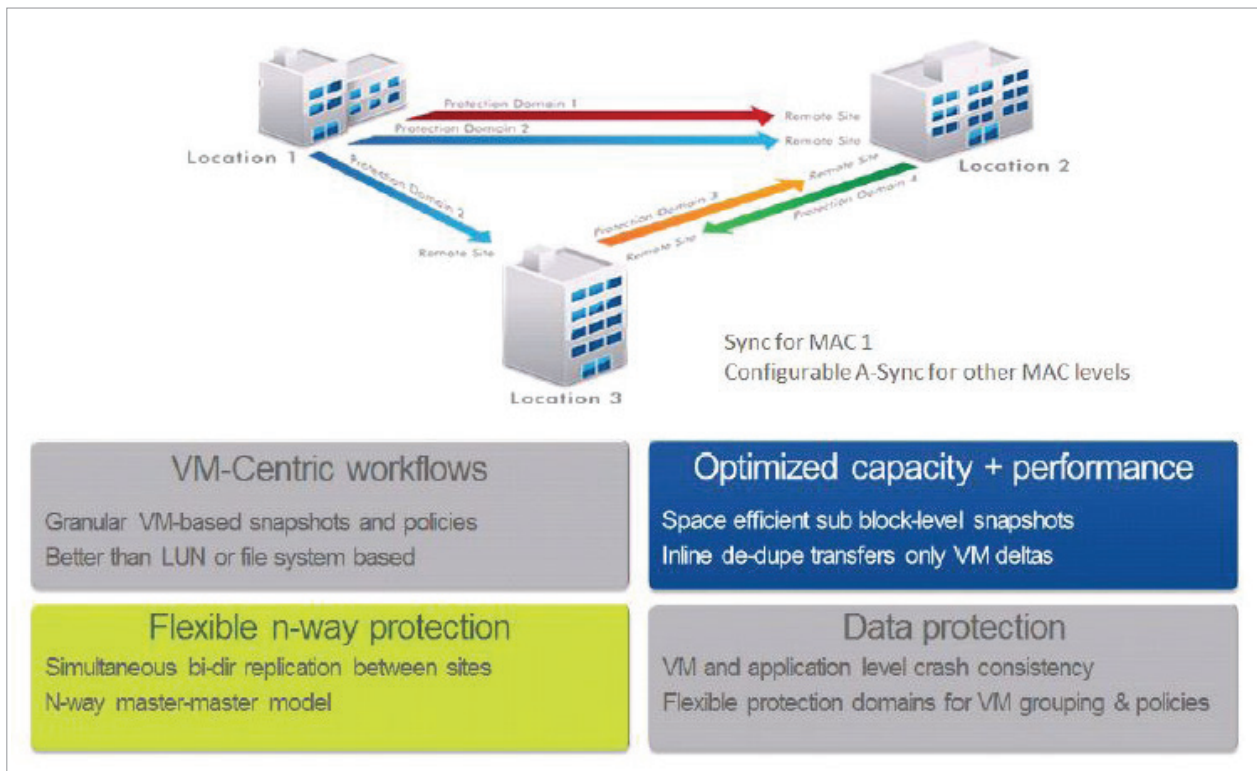 Protection Domain 1
Remote Site
Protection Domain 2
Remote Site
Location 1
Location 2
Protection Domain 2
Remote Site
Protection Domain 3
Remote Site
Protection Domain 4
Remote Site
Location 3
Sync for MAC 1
Configurable A-Sync for other MAC levels
VM-Centric workflows
Granular VM-based snapshots and policies
Better than LUN or file system based
Optimized capacity + performance
Space efficient sub block-level snapshots
Inline de-dupe transfers only VM deltas
Flexible n-way protection
Simultaneous bi-dir replication between sites
N-way master-master model
Data protection
VM and application level crash consistency
Flexible protection domains for VM grouping & policies